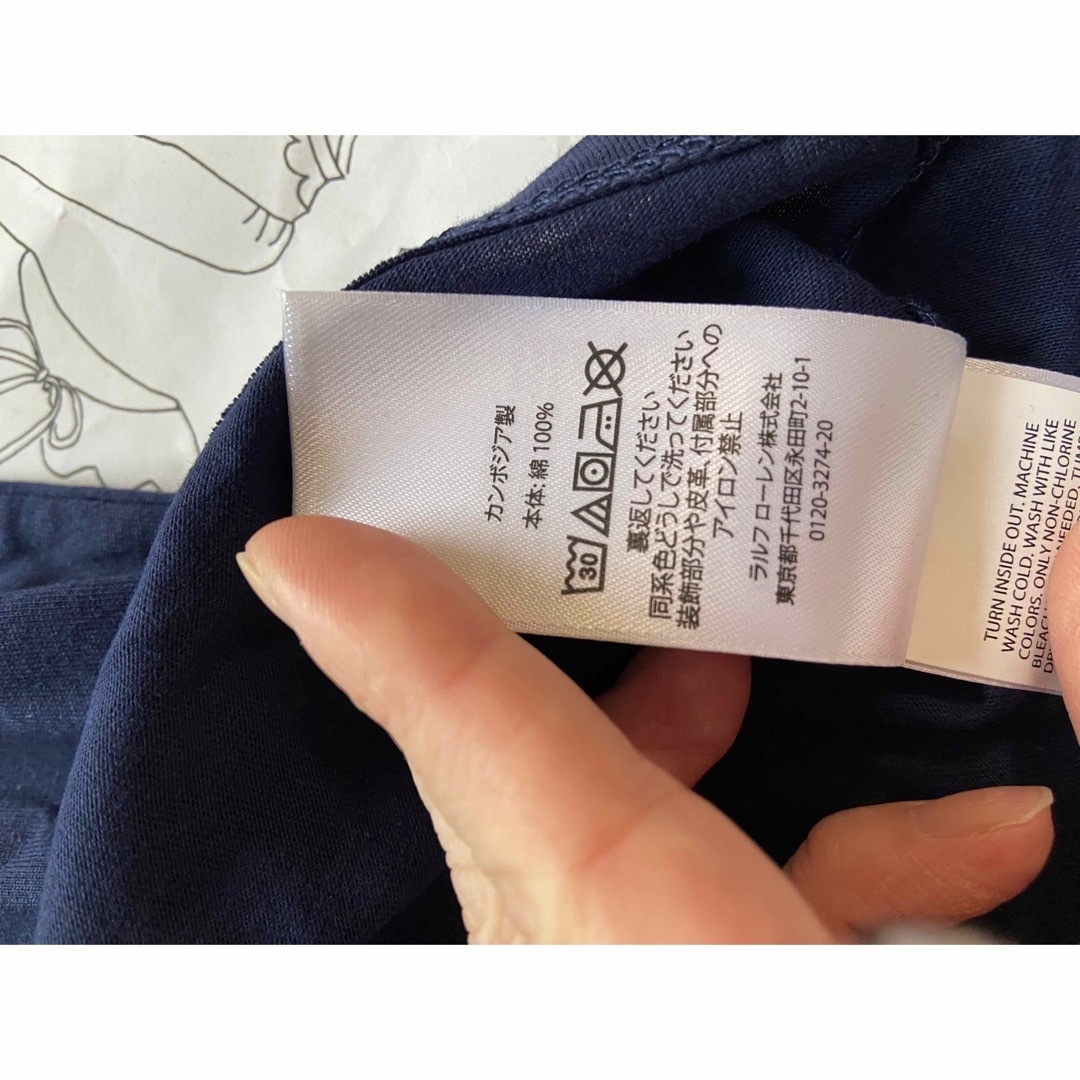 カンボジア製
本体: 綿 100%
30
裏返してください
同系色どうしで洗ってください
装飾部分や皮革、付属部分への
アイロン禁止
ラルフ ローレン株式会社
東京都千代田区永田町2-10-1
0120-3274-20
TURN INSIDE OUT. MACHINE
WASH COLD. WASH WITH LIKE
COLORS. ONLY NON-CHLORINE
NEEDED.